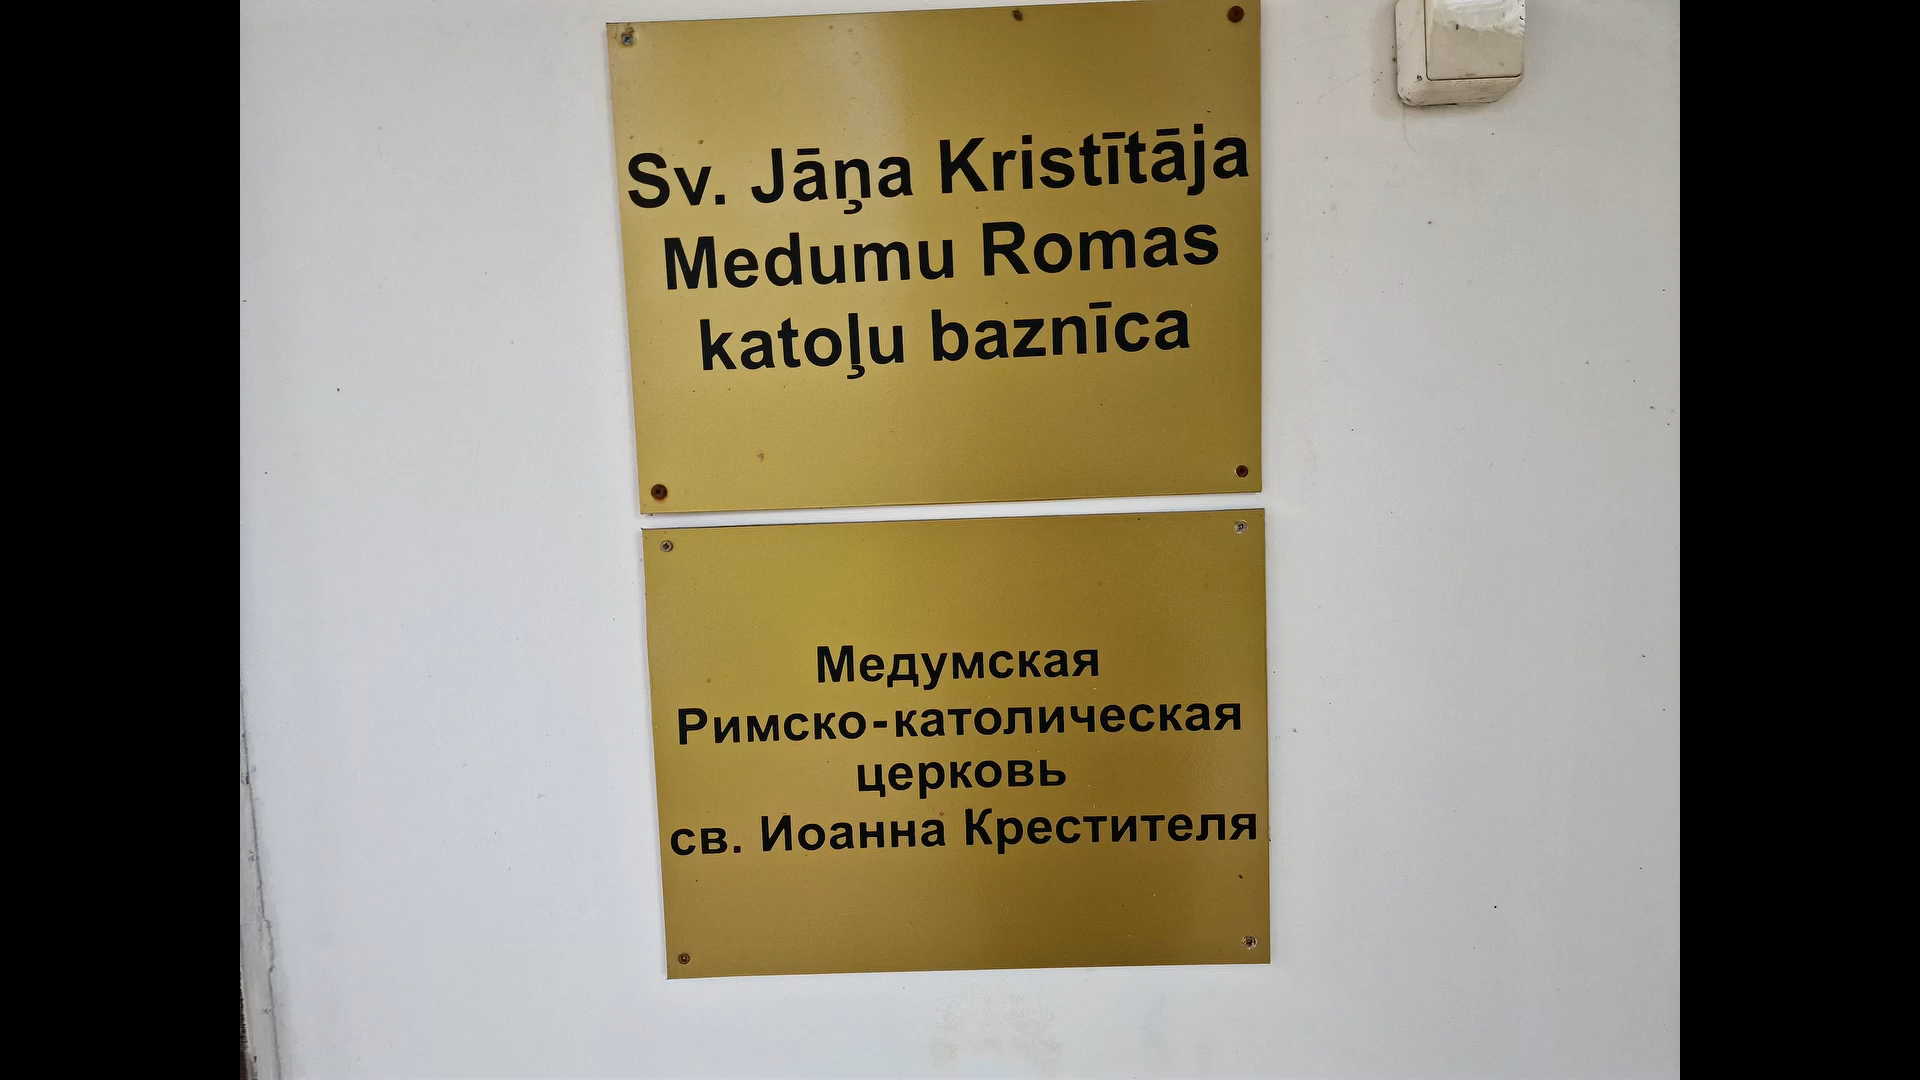 Sv. Jāņa Kristītāja
Medumu Romas
katoļu baznīca
Медумская
Римско-католическая
церковь
св. Иоанна Крестителя